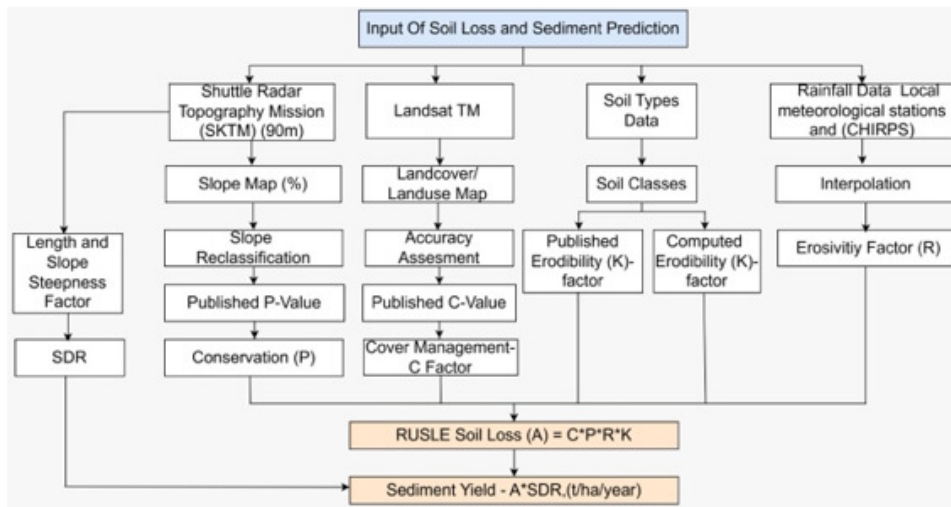 Input Of Soil Loss and Sediment Prediction
Shuttle Radar
Topography Mission
(SKTM) (90m)
Landsat TM
Soil Types
Data
Rainfall Data Local
meteorological stations
and (CHIRPS)
Slope Map (%)
Landcover/
Landuse Map
Soil Classes
Interpolation
Length and
Slope
Steepness
Factor
Slope
Reclassification
Accuracy
Assesment
Published
Erodibility (K)-
factor
Computed
Erodibility (K)-
factor
Erosivitiy Factor (R)
Published P-Value
Published C-Value
SDR
Conservation (P)
Cover Management-
C Factor
RUSLE Soil Loss (A) = C*P*R*K
Sediment Yield - A*SDR,(t/ha/year)